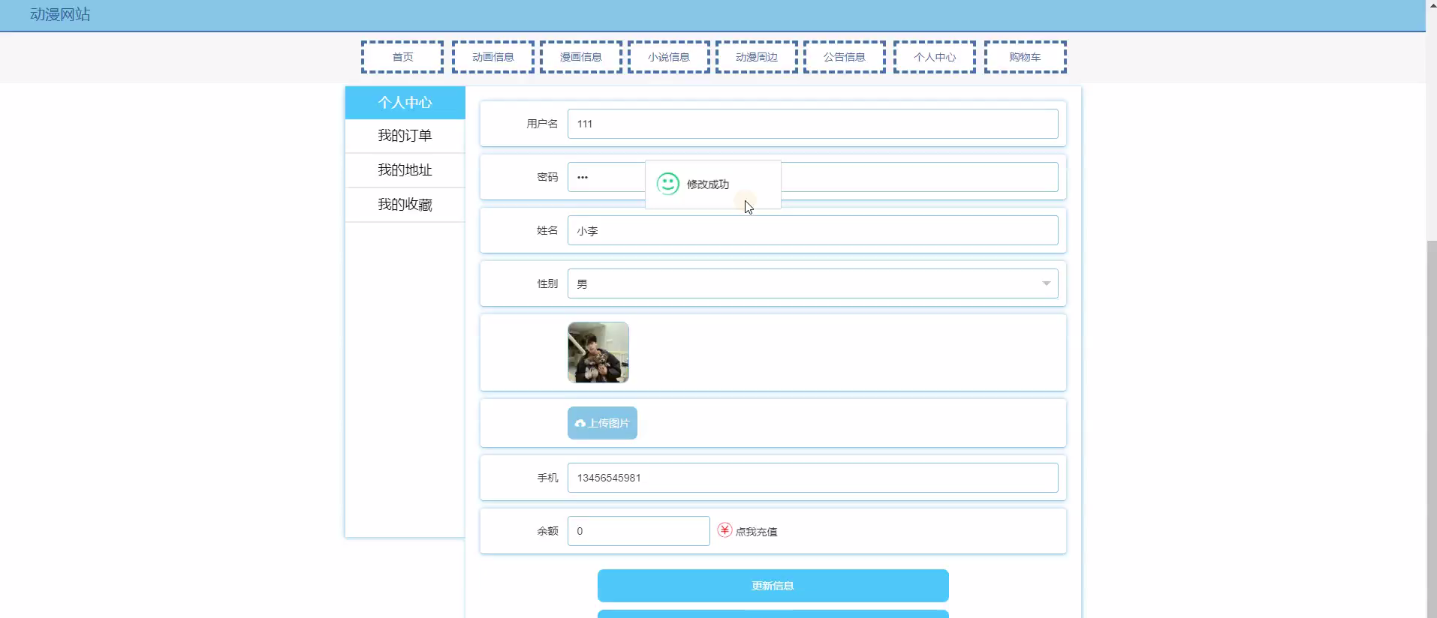 动漫网站
首页 动画信息 漫画信息 小说信息 动漫周边 公告信息 个人中心 购物车
个人中心
我的订单
我的地址
我的收藏
用户名 111
密码 •••
修改成功
姓名 小李
性别 男
上传图片
手机 13456545981
余额 0 点我充值
更新信息